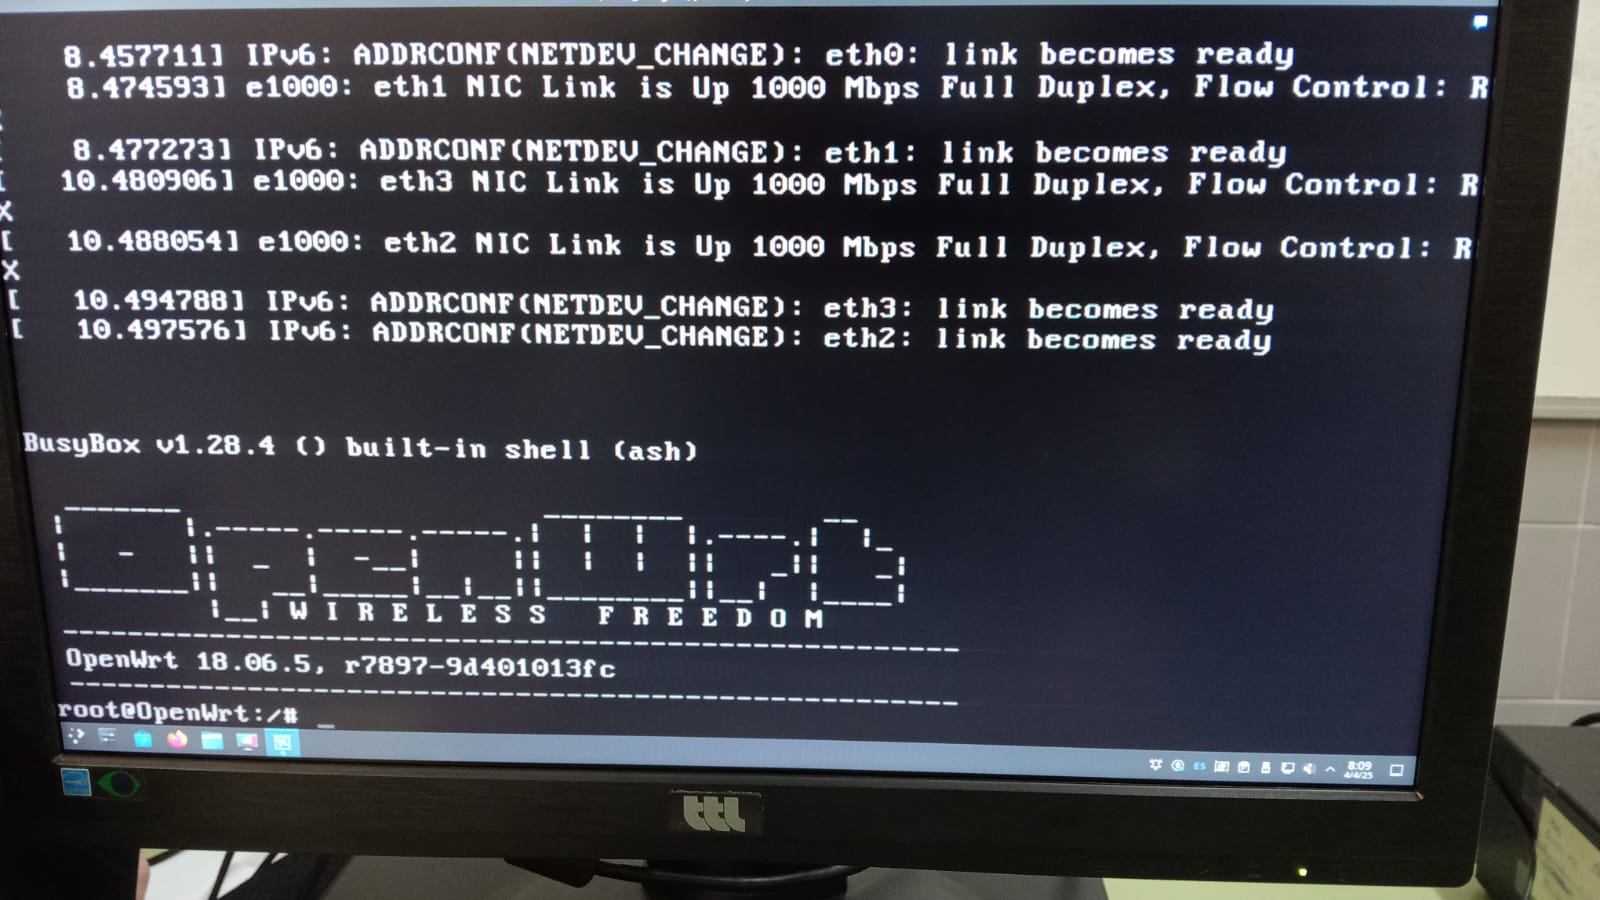 8.457711] IPv6: ADDRCONF(NETDEV_CHANGE): eth0: link becomes ready
8.474593] e1000: eth1 NIC Link is Up 1000 Mbps Full Duplex, Flow Control: R
8.477273] IPv6: ADDRCONF(NETDEV_CHANGE): eth1: link becomes ready
[ 10.480906] e1000: eth3 NIC Link is Up 1000 Mbps Full Duplex, Flow Control: R
X
[ 10.488054] e1000: eth2 NIC Link is Up 1000 Mbps Full Duplex, Flow Control: R
X
[ 10.494788] IPv6: ADDRCONF(NETDEV_CHANGE): eth3: link becomes ready
[ 10.497576] IPv6: ADDRCONF(NETDEV_CHANGE): eth2: link becomes ready
BusyBox v1.28.4 () built-in shell (ash)
OpenWrt
W I R E L E S S F R E E D O M
OpenWrt 18.06.5, r7897-9d401013fc
root@OpenWrt:/# _
ES 8:09
4/4/25
ttl